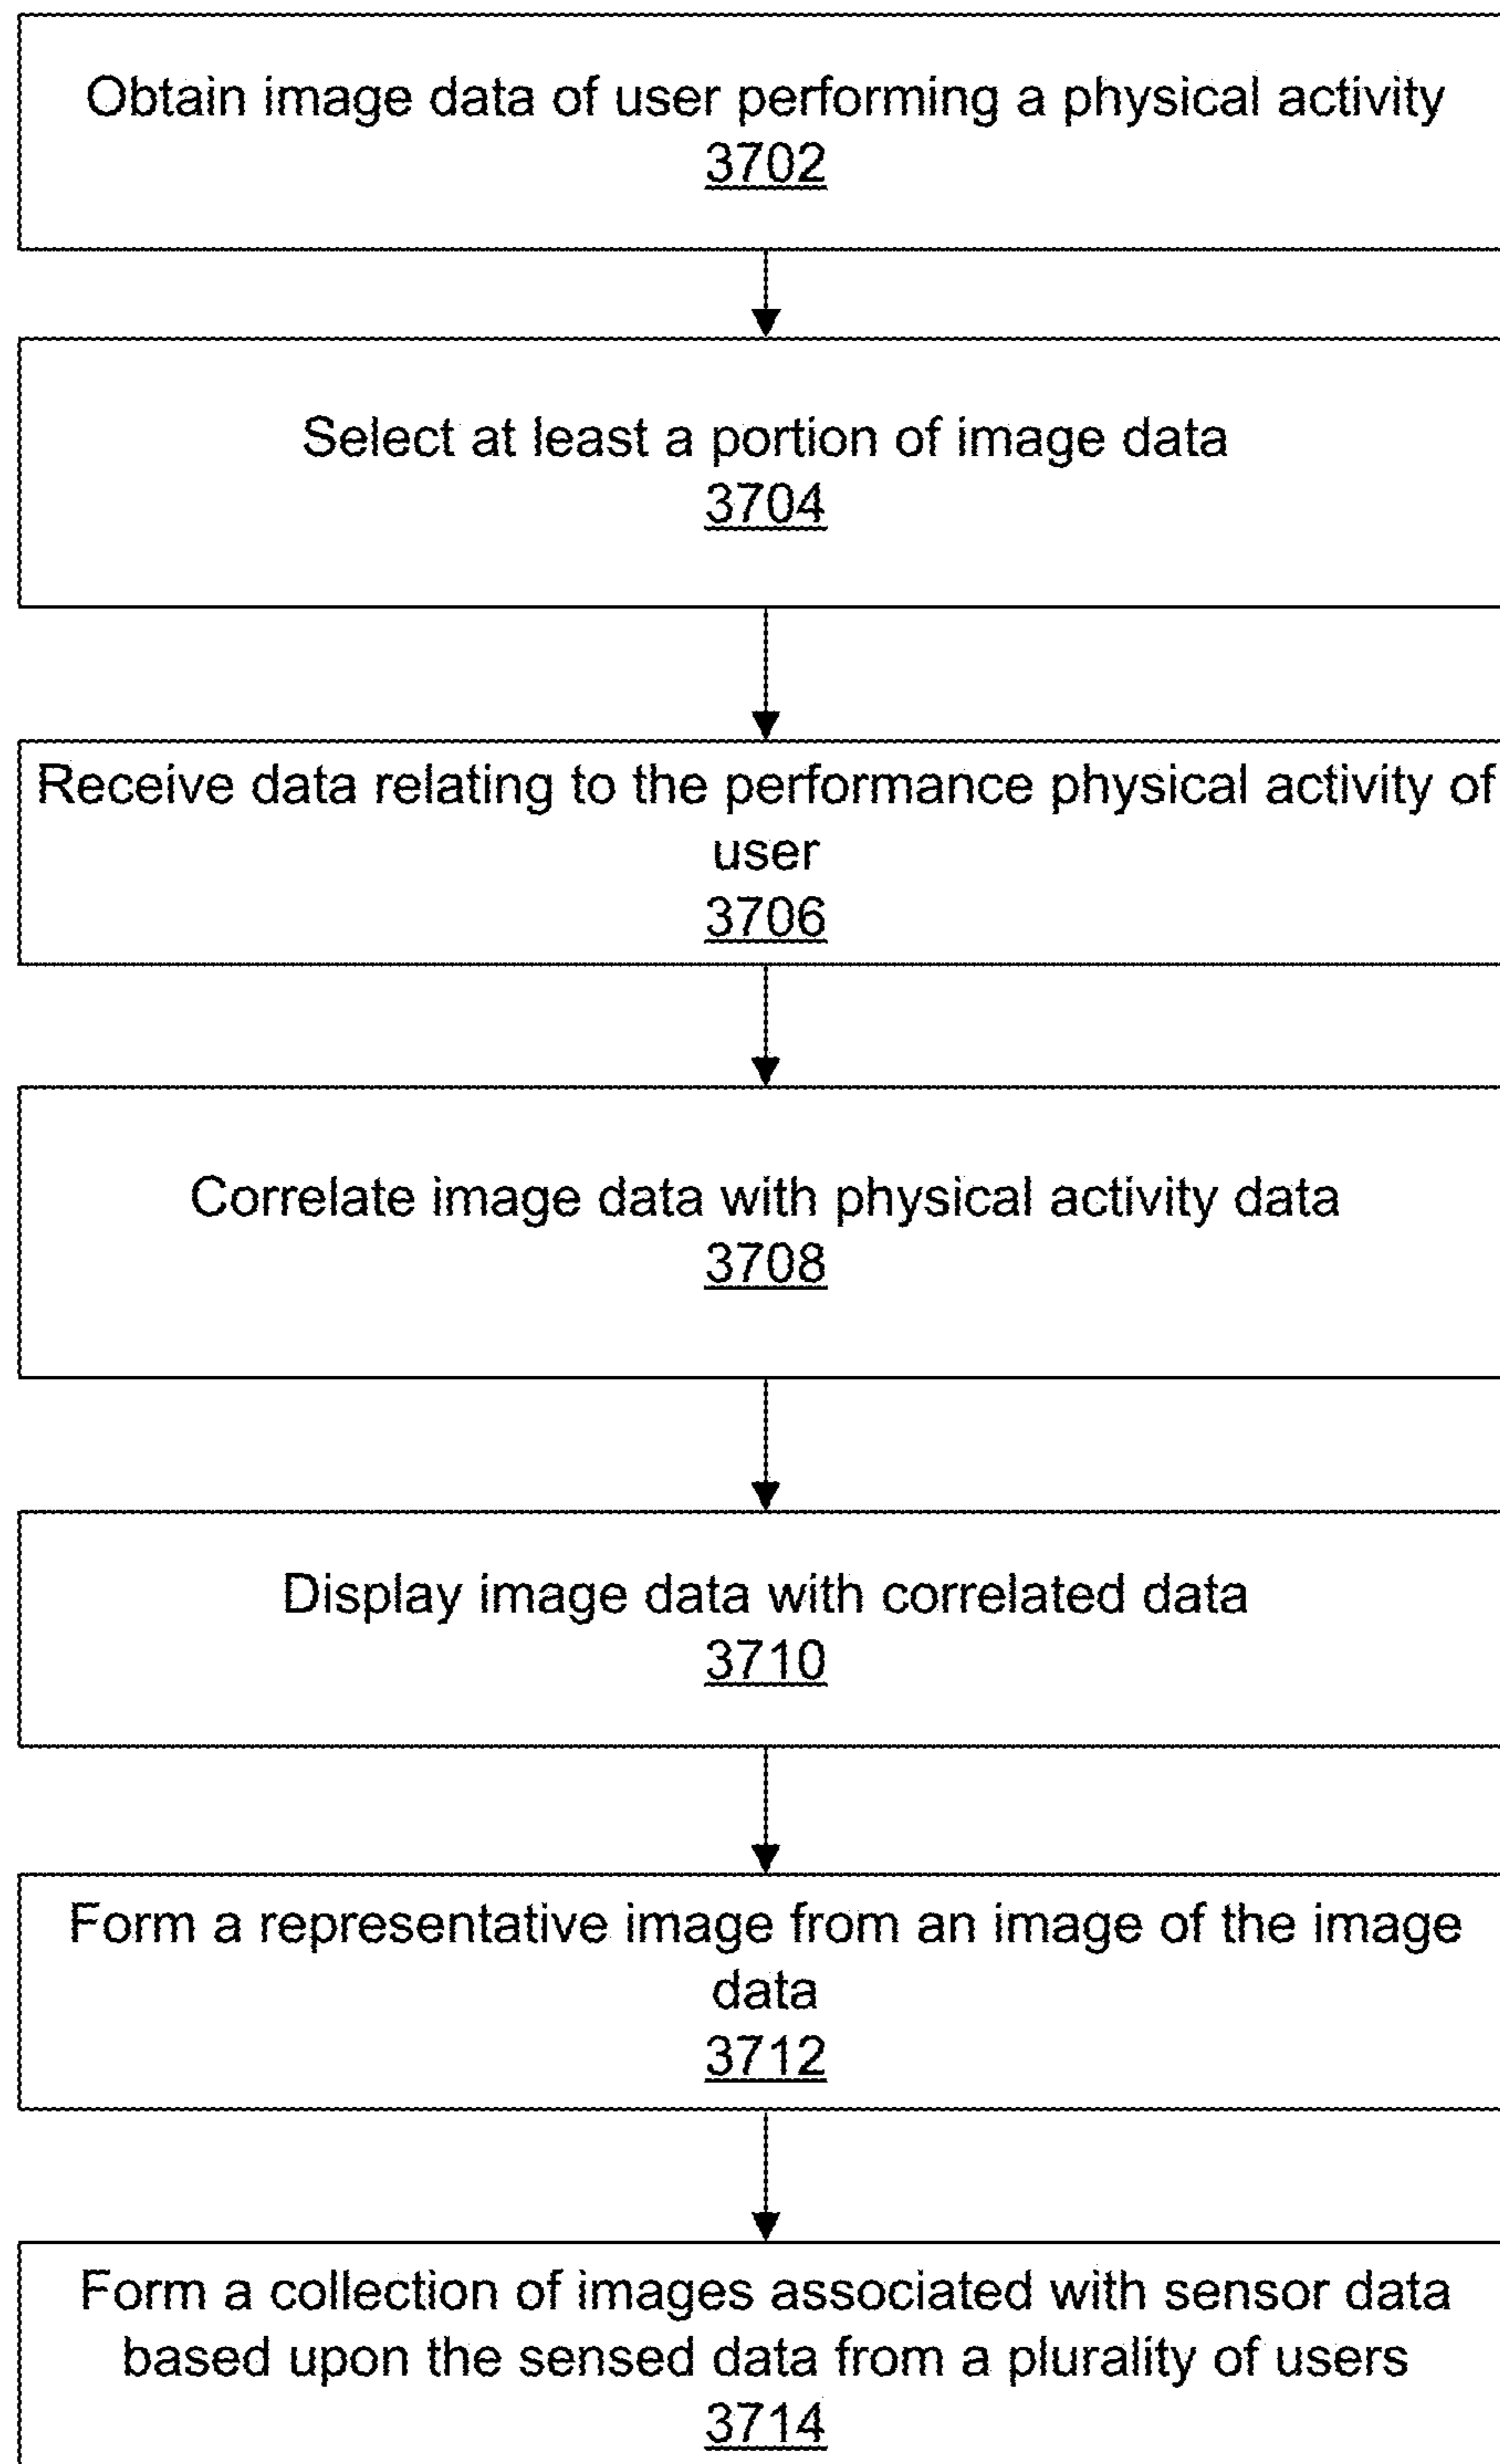 Obtain image data of user performing a physical activity
3702
Select at least a portion of image data
3704
Receive data relating to the performance physical activity of
user
3706
Correlate image data with physical activity data
3708
Display image data with correlated data
3710
Form a representative image from an image of the image
data
3712
Form a collection of images associated with sensor data
based upon the sensed data from a plurality of users
3714